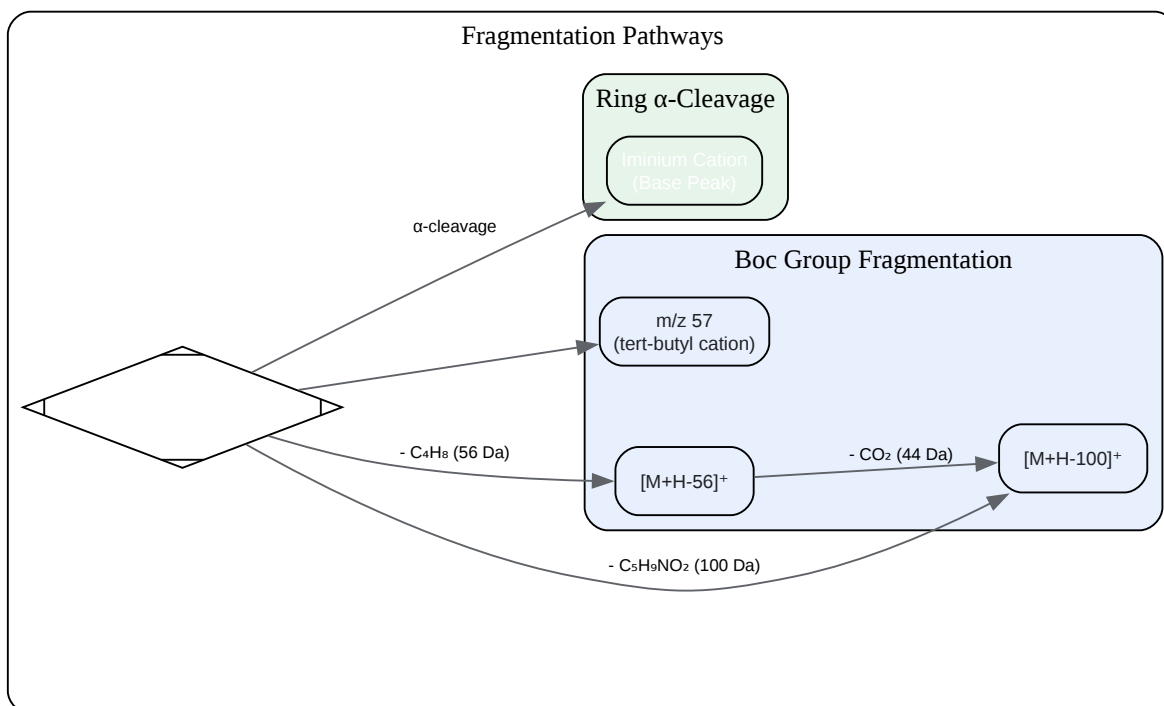 Fragmentation Pathways
Ring α-Cleavage
Iminium Cation
(Base Peak)
α-cleavage
Boc Group Fragmentation
m/z 57
(tert-butyl cation)
- C₄H₈ (56 Da)
[M+H-56]⁺
- CO₂ (44 Da)
[M+H-100]⁺
- C₅H₉NO₂ (100 Da)